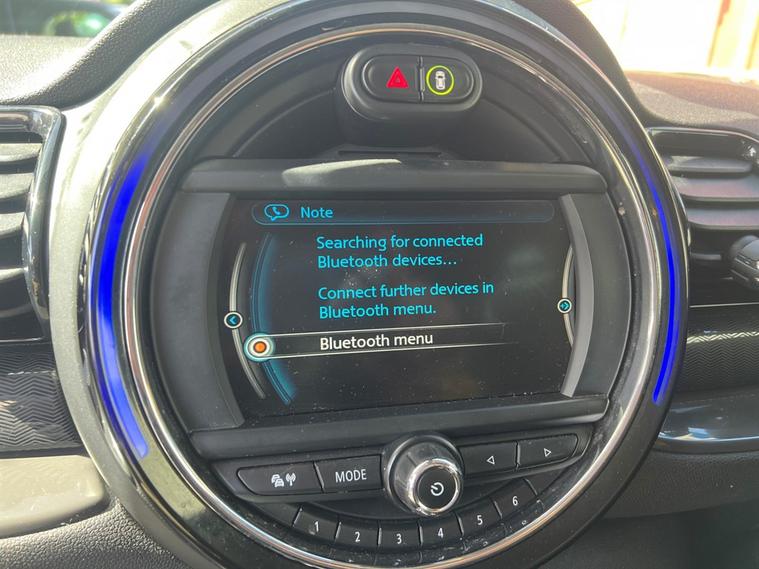 Note
Searching for connected
Bluetooth devices...
Connect further devices in
Bluetooth menu.
Bluetooth menu
MODE
1 2 3 4 5 6